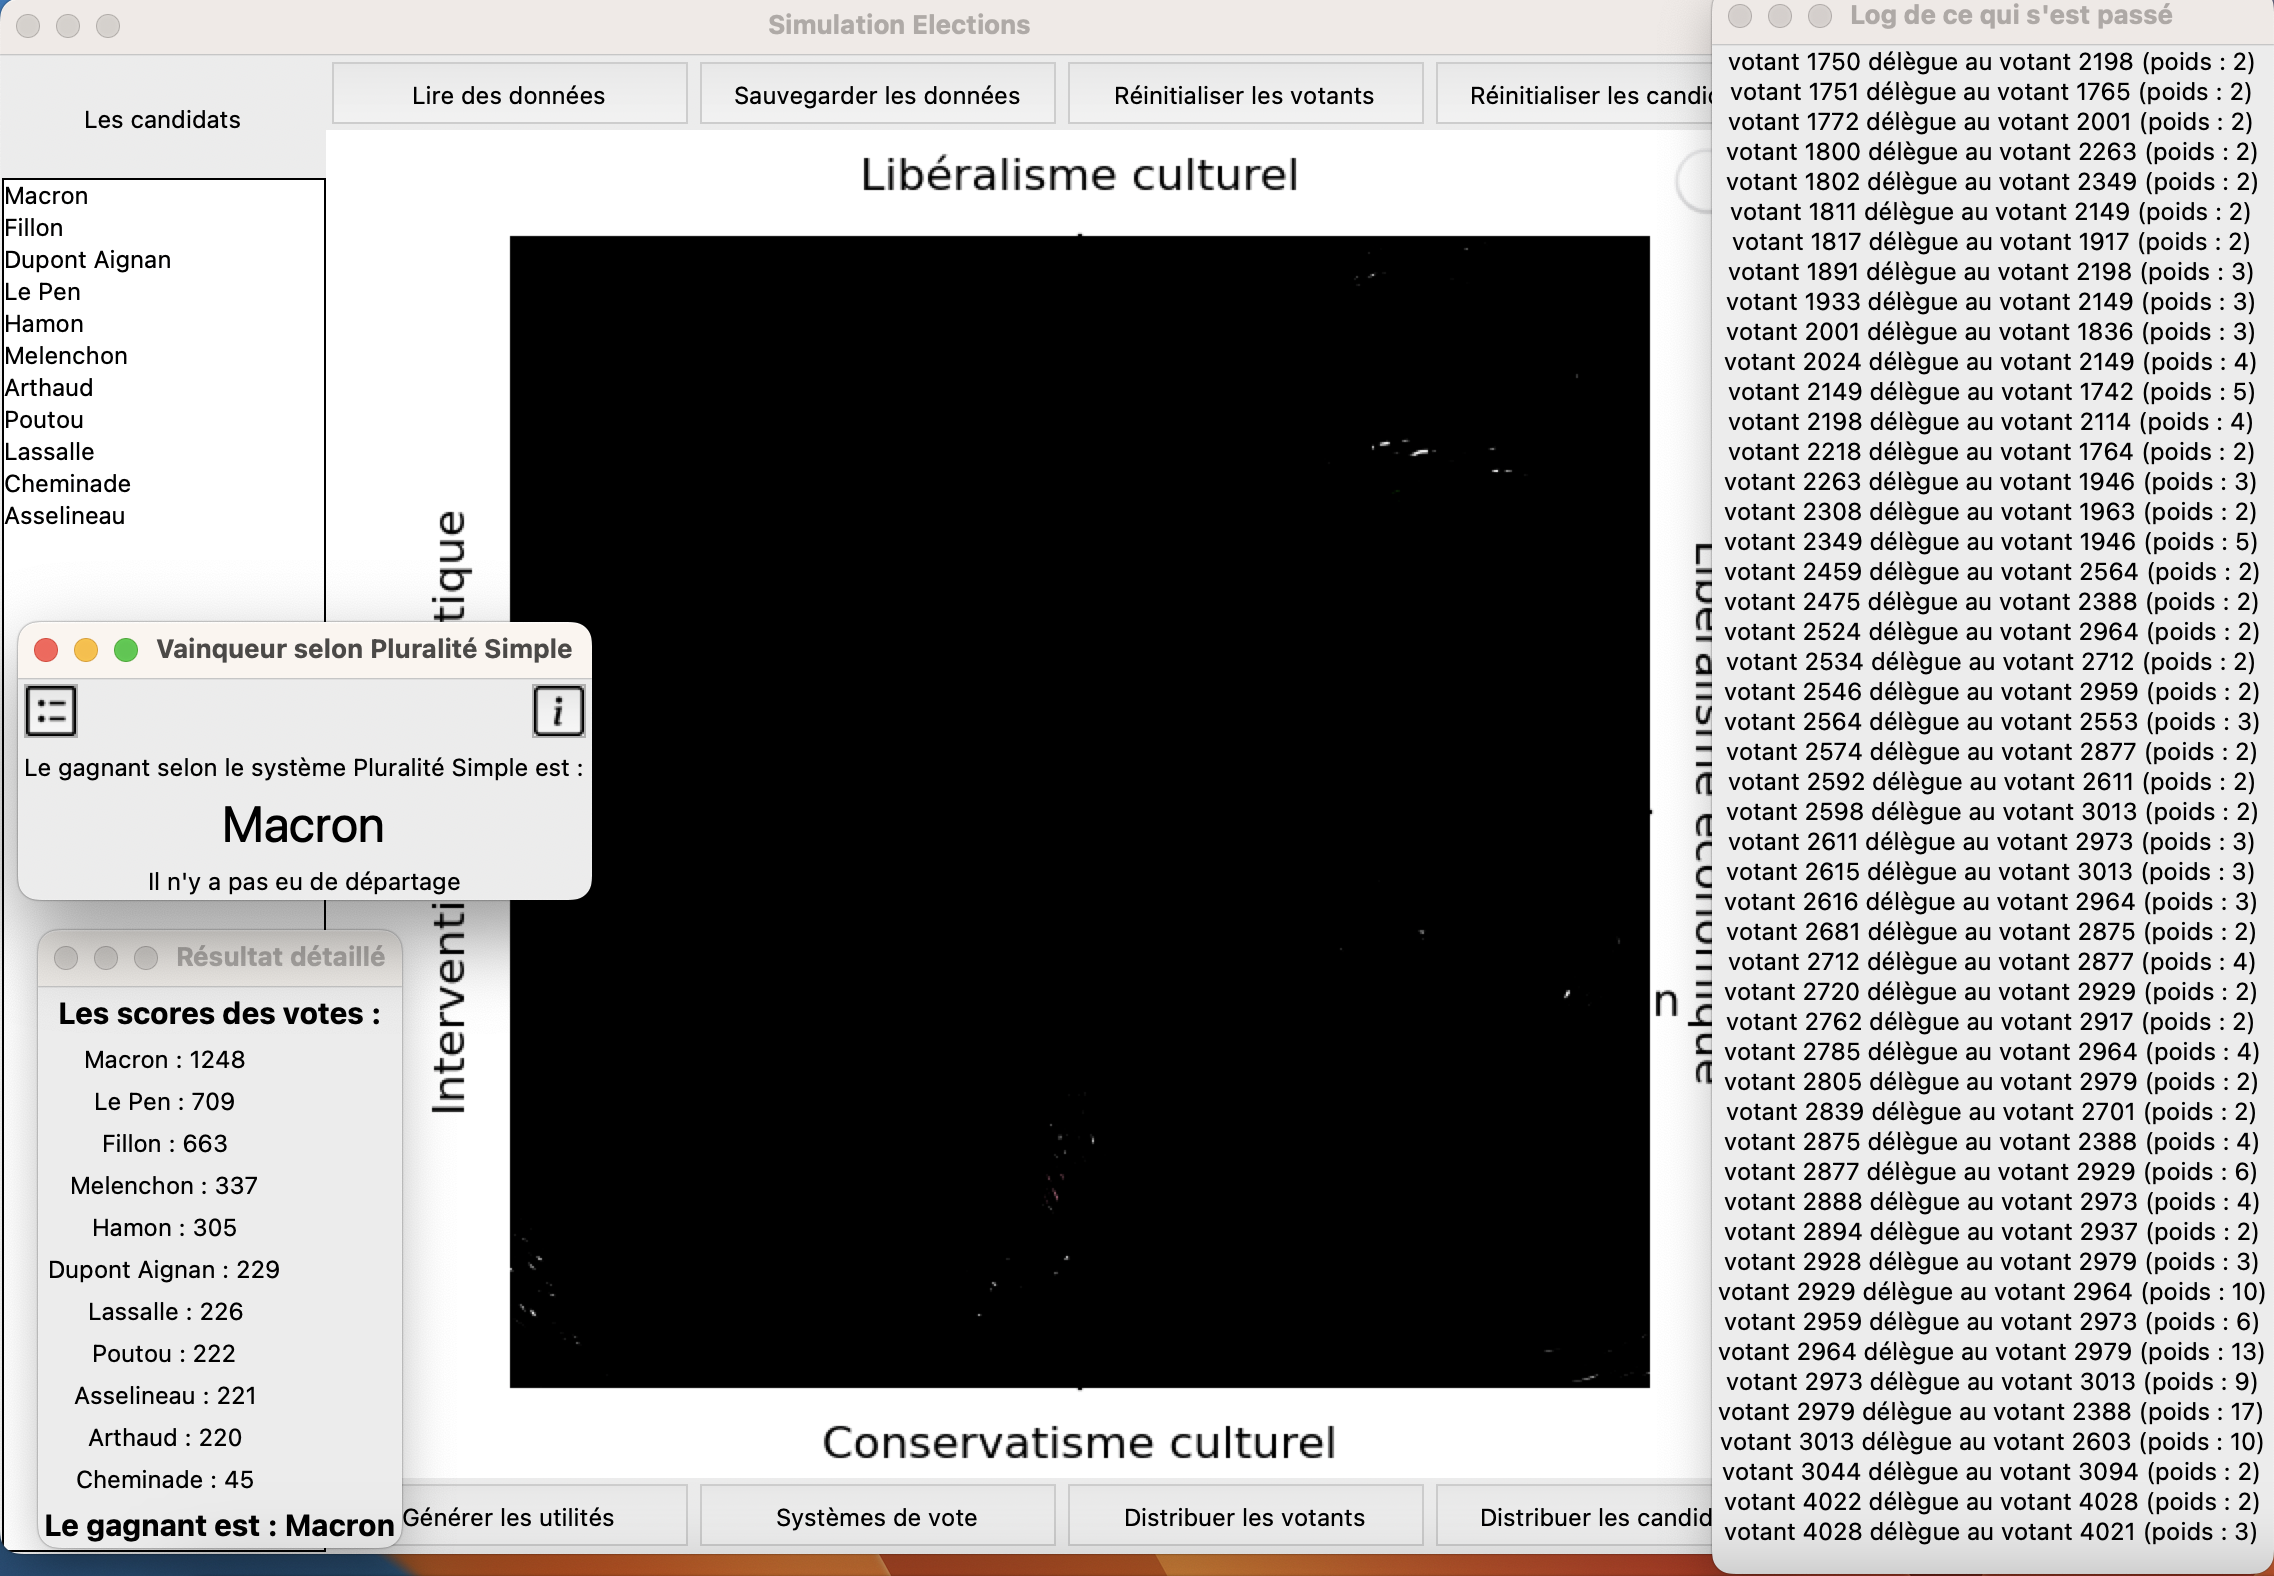 Simulation Elections
Les candidats
Lire des données
Sauvegarder les données
Réinitialiser les votants
Réinitialiser les candi
Macron
Fillon
Dupont Aignan
Le Pen
Hamon
Melenchon
Arthaud
Poutou
Lassalle
Cheminade
Asselineau
Libéralisme culturel
Interventi
tique
Libéralisme économique
n
Conservatisme culturel
Vainqueur selon Pluralité Simple
i
Le gagnant selon le système Pluralité Simple est :
Macron
Il n'y a pas eu de départage
Résultat détaillé
Les scores des votes :
Macron : 1248
Le Pen : 709
Fillon : 663
Melenchon : 337
Hamon : 305
Dupont Aignan : 229
Lassalle : 226
Poutou : 222
Asselineau : 221
Arthaud : 220
Cheminade : 45
Le gagnant est : Macron
Générer les utilités
Systèmes de vote
Distribuer les votants
Distribuer les candid
Log de ce qui s'est passé
votant 1750 délègue au votant 2198 (poids : 2)
votant 1751 délègue au votant 1765 (poids : 2)
votant 1772 délègue au votant 2001 (poids : 2)
votant 1800 délègue au votant 2263 (poids : 2)
votant 1802 délègue au votant 2349 (poids : 2)
votant 1811 délègue au votant 2149 (poids : 2)
votant 1817 délègue au votant 1917 (poids : 2)
votant 1891 délègue au votant 2198 (poids : 3)
votant 1933 délègue au votant 2149 (poids : 3)
votant 2001 délègue au votant 1836 (poids : 3)
votant 2024 délègue au votant 2149 (poids : 4)
votant 2149 délègue au votant 1742 (poids : 5)
votant 2198 délègue au votant 2114 (poids : 4)
votant 2218 délègue au votant 1764 (poids : 2)
votant 2263 délègue au votant 1946 (poids : 3)
votant 2308 délègue au votant 1963 (poids : 2)
votant 2349 délègue au votant 1946 (poids : 5)
votant 2459 délègue au votant 2564 (poids : 2)
votant 2475 délègue au votant 2388 (poids : 2)
votant 2524 délègue au votant 2964 (poids : 2)
votant 2534 délègue au votant 2712 (poids : 2)
votant 2546 délègue au votant 2959 (poids : 2)
votant 2564 délègue au votant 2553 (poids : 3)
votant 2574 délègue au votant 2877 (poids : 2)
votant 2592 délègue au votant 2611 (poids : 2)
votant 2598 délègue au votant 3013 (poids : 2)
votant 2611 délègue au votant 2973 (poids : 3)
votant 2615 délègue au votant 3013 (poids : 3)
votant 2616 délègue au votant 2964 (poids : 3)
votant 2681 délègue au votant 2875 (poids : 2)
votant 2712 délègue au votant 2877 (poids : 4)
votant 2720 délègue au votant 2929 (poids : 2)
votant 2762 délègue au votant 2917 (poids : 2)
votant 2785 délègue au votant 2964 (poids : 4)
votant 2805 délègue au votant 2979 (poids : 2)
votant 2839 délègue au votant 2701 (poids : 2)
votant 2875 délègue au votant 2388 (poids : 4)
votant 2877 délègue au votant 2929 (poids : 6)
votant 2888 délègue au votant 2973 (poids : 4)
votant 2894 délègue au votant 2937 (poids : 2)
votant 2928 délègue au votant 2979 (poids : 3)
votant 2929 délègue au votant 2964 (poids : 10)
votant 2959 délègue au votant 2973 (poids : 6)
votant 2964 délègue au votant 2979 (poids : 13)
votant 2973 délègue au votant 3013 (poids : 9)
votant 2979 délègue au votant 2388 (poids : 17)
votant 3013 délègue au votant 2603 (poids : 10)
votant 3044 délègue au votant 3094 (poids : 2)
votant 4022 délègue au votant 4028 (poids : 2)
votant 4028 délègue au votant 4021 (poids : 3)